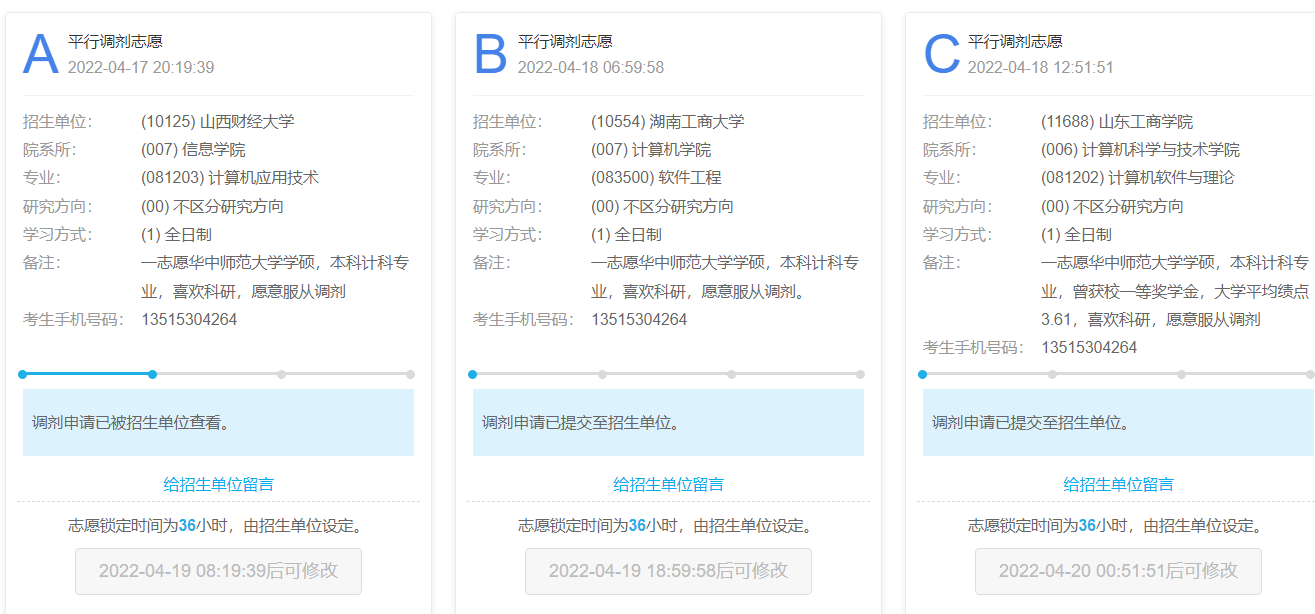 A
平行调剂志愿
2022-04-17 20:19:39
招生单位： (10125) 山西财经大学
院系所： (007) 信息学院
专业： (081203) 计算机应用技术
研究方向： (00) 不区分研究方向
学习方式： (1) 全日制
备注： 一志愿华中师范大学学硕，本科计科专
业，喜欢科研，愿意服从调剂
考生手机号码： 13515304264
调剂申请已被招生单位查看。
给招生单位留言
志愿锁定时间为36小时，由招生单位设定。
2022-04-19 08:19:39后可修改
B
平行调剂志愿
2022-04-18 06:59:58
招生单位： (10554) 湖南工商大学
院系所： (007) 计算机学院
专业： (083500) 软件工程
研究方向： (00) 不区分研究方向
学习方式： (1) 全日制
备注： 一志愿华中师范大学学硕，本科计科专
业，喜欢科研，愿意服从调剂。
考生手机号码： 13515304264
调剂申请已提交至招生单位。
给招生单位留言
志愿锁定时间为36小时，由招生单位设定。
2022-04-19 18:59:58后可修改
C
平行调剂志愿
2022-04-18 12:51:51
招生单位： (11688) 山东工商学院
院系所： (006) 计算机科学与技术学院
专业： (081202) 计算机软件与理论
研究方向： (00) 不区分研究方向
学习方式： (1) 全日制
备注： 一志愿华中师范大学学硕，本科计科专
业，曾获校一等奖学金，大学平均绩点
3.61，喜欢科研，愿意服从调剂
考生手机号码： 13515304264
调剂申请已提交至招生单位。
给招生单位留言
志愿锁定时间为36小时，由招生单位设定。
2022-04-20 00:51:51后可修改